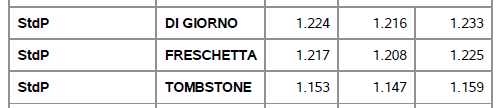 StdP DI GIORNO 1.224 1.216 1.233
StdP FRESCHETTA 1.217 1.208 1.225
StdP TOMBSTONE 1.153 1.147 1.159